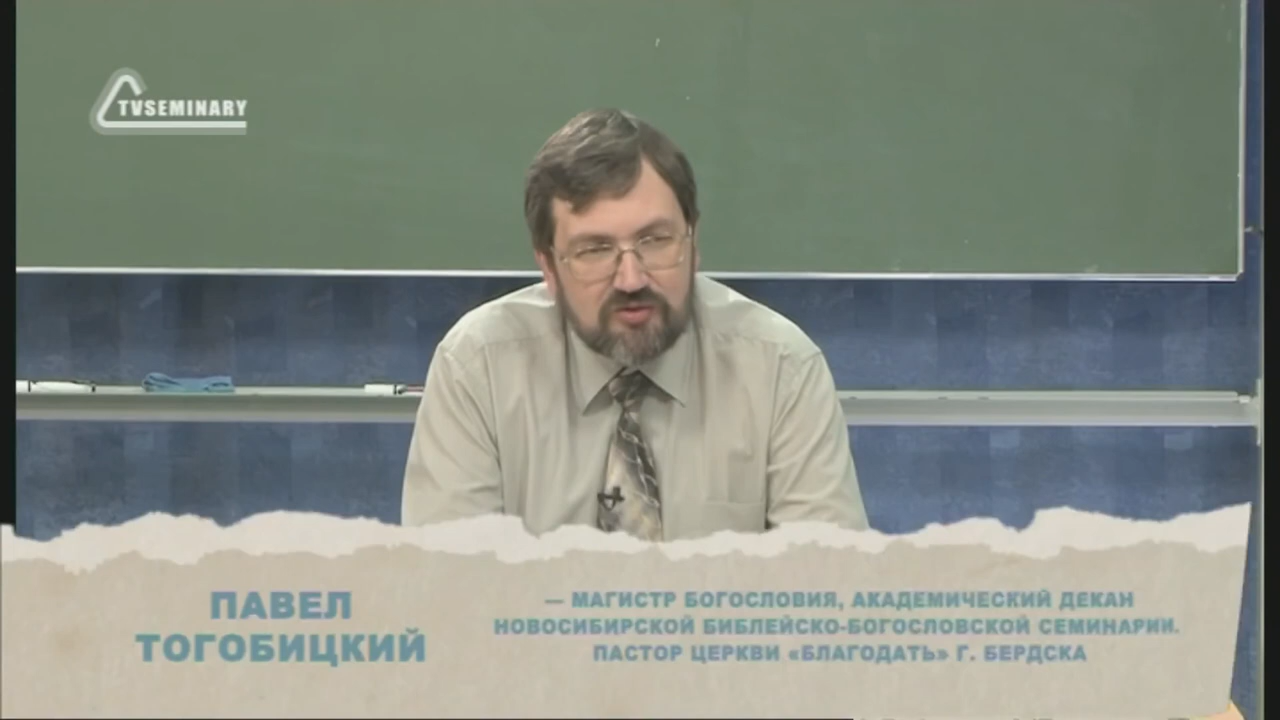 TVSEMINARY
ПАВЕЛ
ТОГОБИЦКИЙ
— МАГИСТР БОГОСЛОВИЯ, АКАДЕМИЧЕСКИЙ ДЕКАН
НОВОСИБИРСКОЙ БИБЛЕЙСКО-БОГОСЛОВСКОЙ СЕМИНАРИИ.
ПАСТОР ЦЕРКВИ «БЛАГОДАТЬ» Г. БЕРДСКА